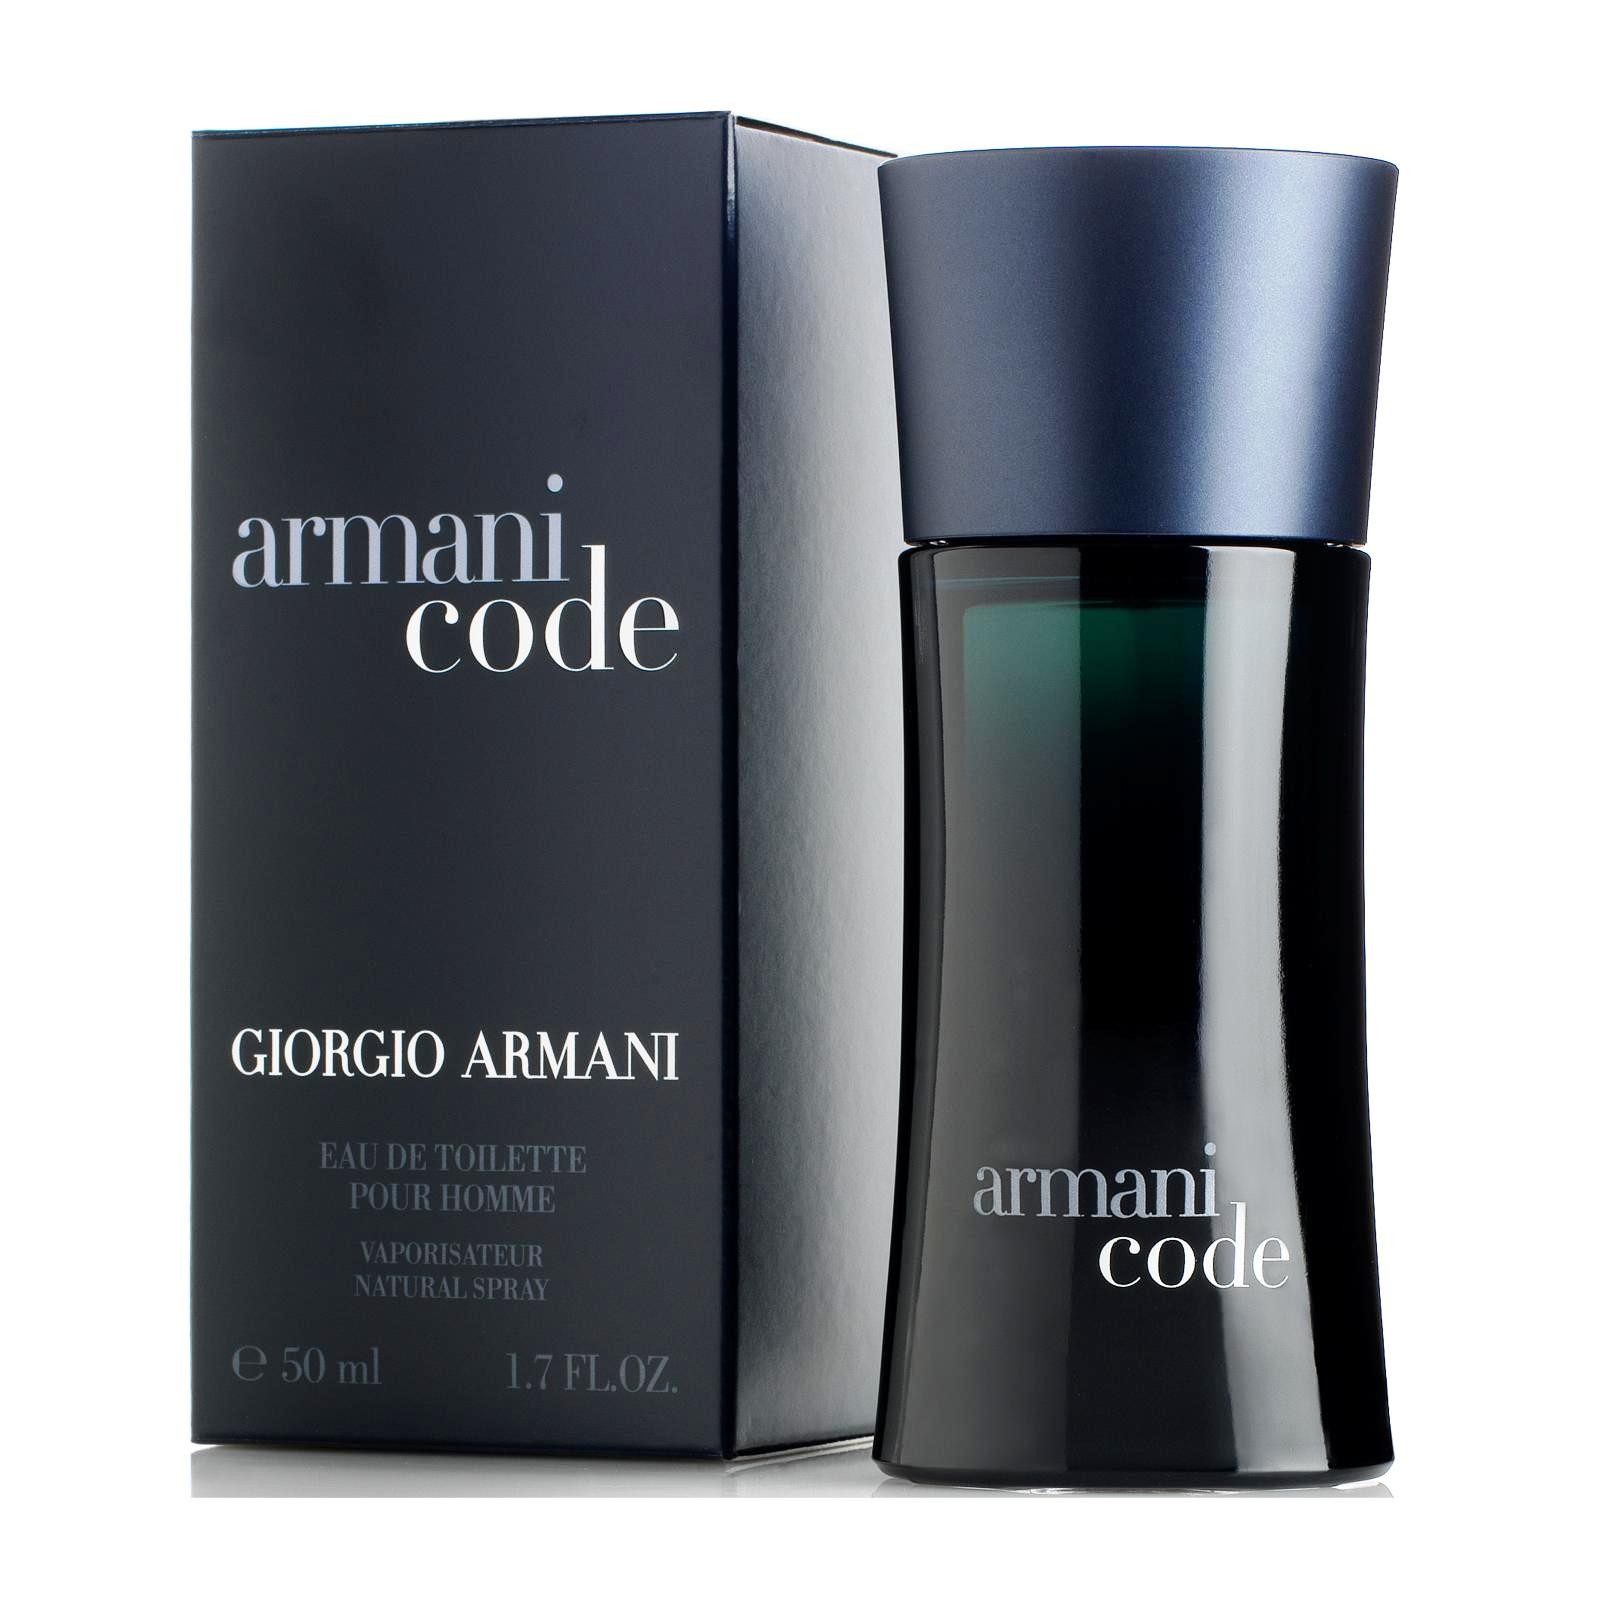 armani
code
GIORGIO ARMANI
EAU DE TOILETTE
POUR HOMME
VAPORISATEUR
NATURAL SPRAY
℮ 50 ml 1.7 FL.OZ.
armani
code